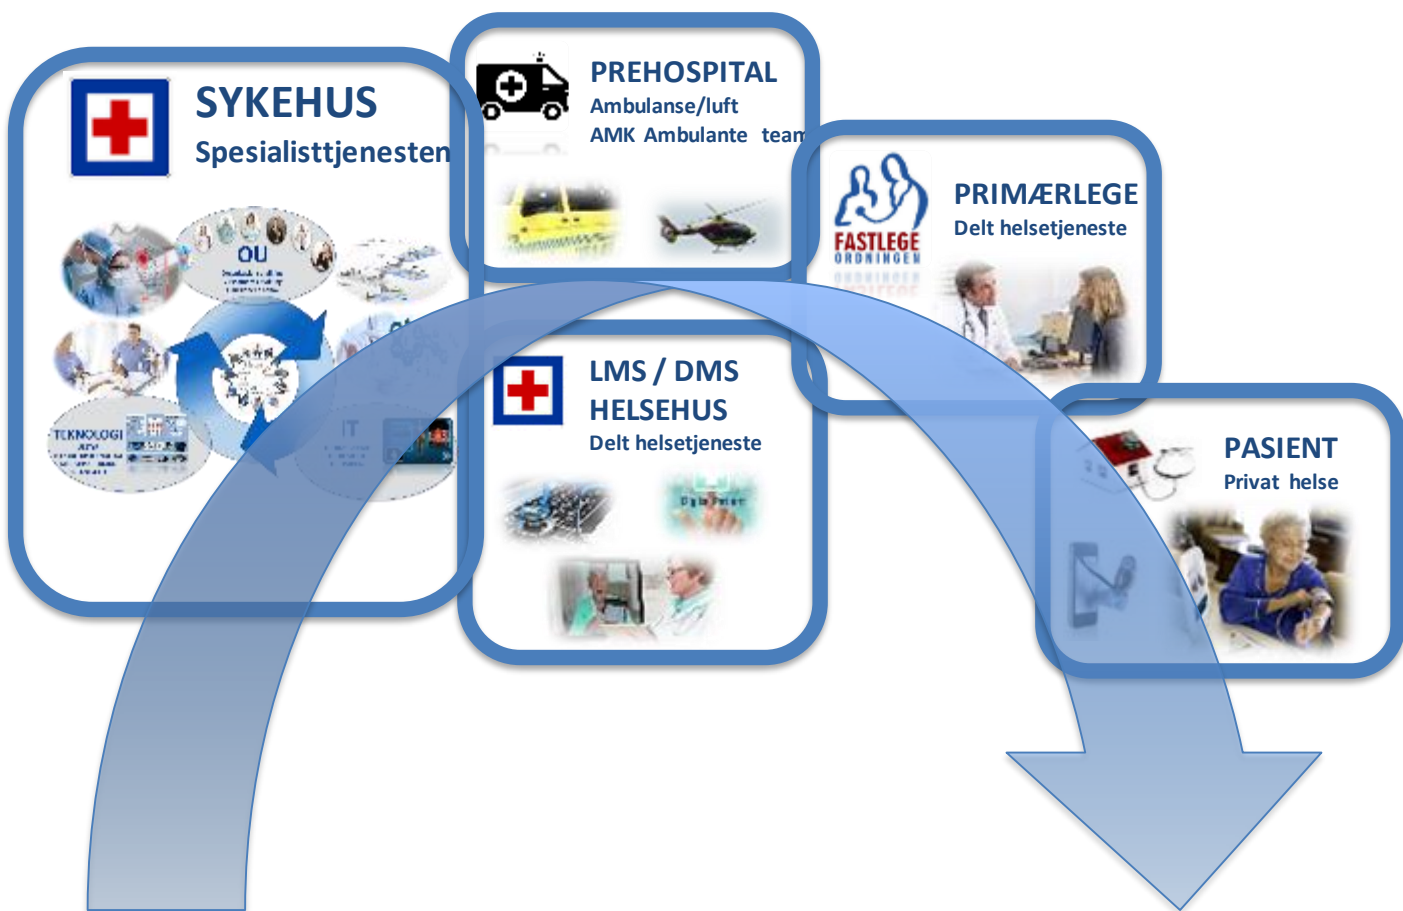 SYKEHUS
Spesialisttjenesten
OU
TEKNOLOGI
IT
PREHOSPITAL
Ambulanse/luft
AMK Ambulante team
FASTLEGE
ORDNINGEN
PRIMÆRLEGE
Delt helsetjeneste
LMS / DMS
HELSEHUS
Delt helsetjeneste
PASIENT
Privat helse